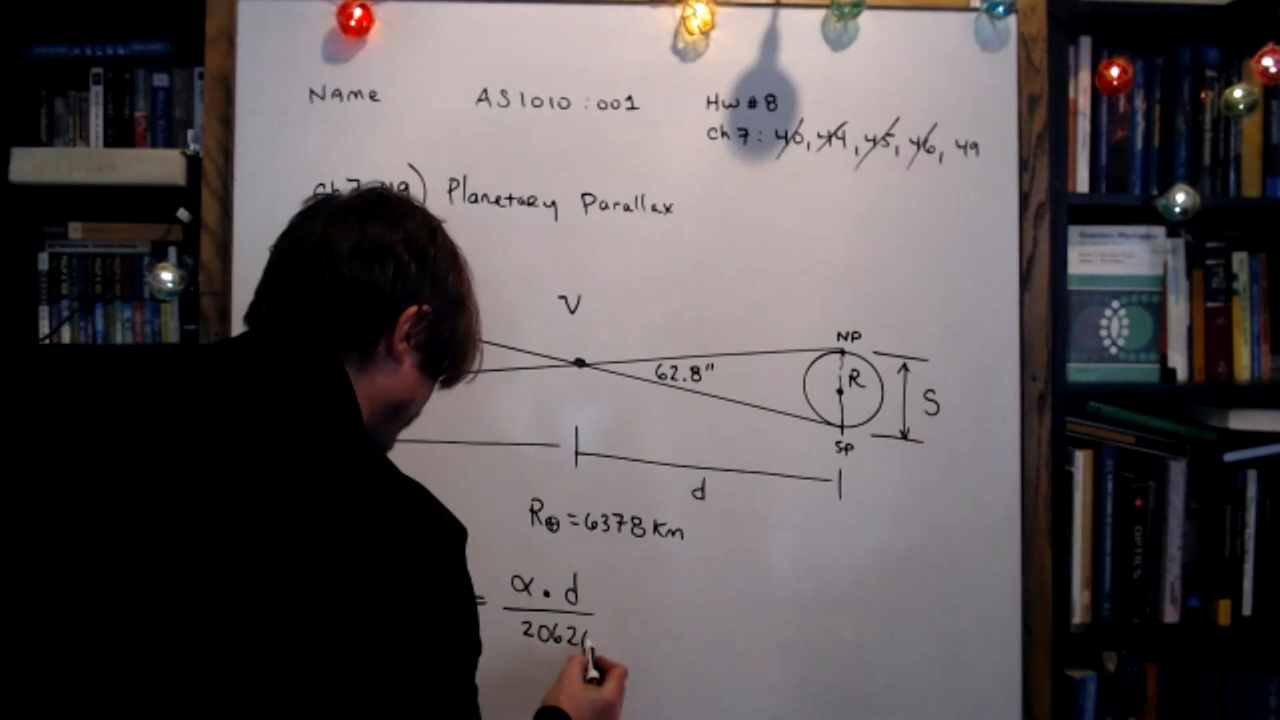 Name AS1010:001 HW #8
Ch 7: 40, 44, 45, 46, 49
Planetary Parallax
V
NP
62.8"
R
S
SP
d
R⊕ = 6378 km
= α • d
2062
OPTICS